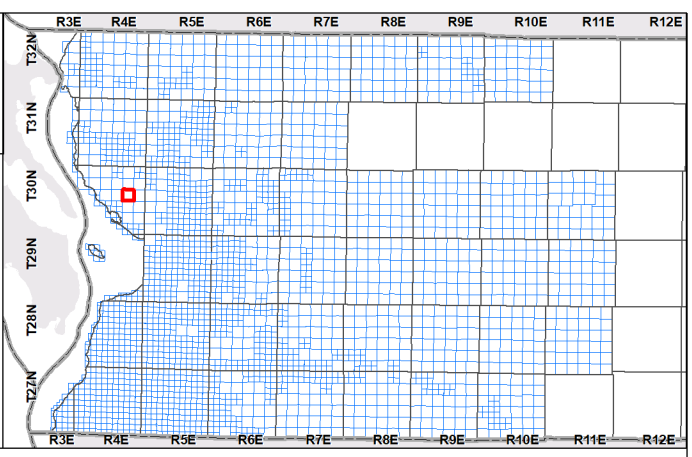 R3E R4E R5E R6E R7E R8E R9E R10E R11E R12E
T32N
T31N
T30N
T29N
T28N
T27N
R3E R4E R5E R6E R7E R8E R9E R10E R11E R12E